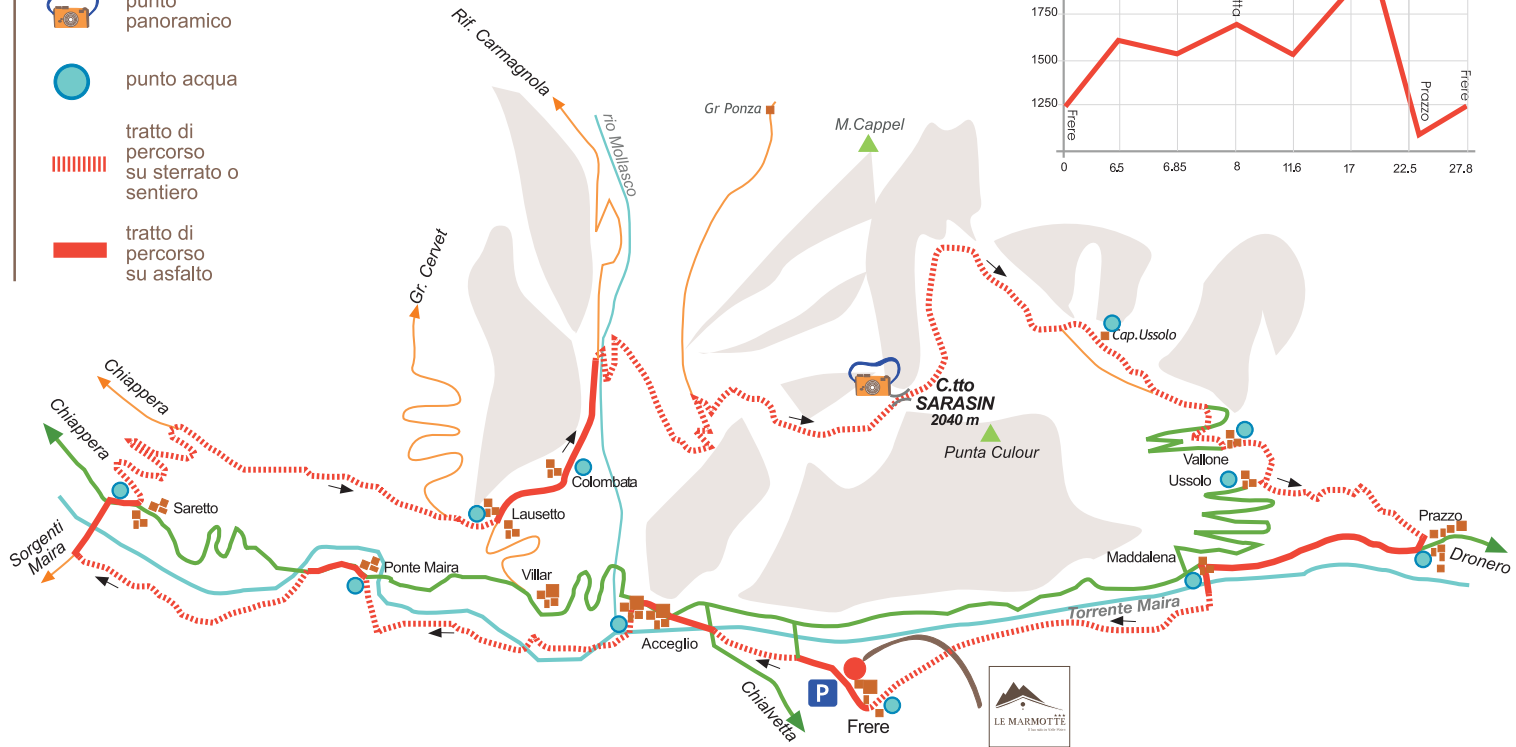 punto
panoramico
punto acqua
tratto di
percorso
su sterrato o
sentiero
tratto di
percorso
su asfalto
1750
1500
1250
tta
Frere
Prazzo
Frere
0
6.5
6.85
8
11.6
17
22.5
27.8
Rif. Carmagnola
rio Mollasco
Gr Ponza
M.Cappel
Gr. Cervet
Cap.Ussolo
Chiappera
Chiappera
C.tto
SARASIN
2040 m
Punta Culour
Vallone
Ussolo
Colombata
Lausetto
Saretto
Sorgenti
Maira
Ponte Maira
Villar
Prazzo
Dronero
Maddalena
Torrente Maira
Acceglio
Chialvetta
P
Frere
LE MARMOTTE